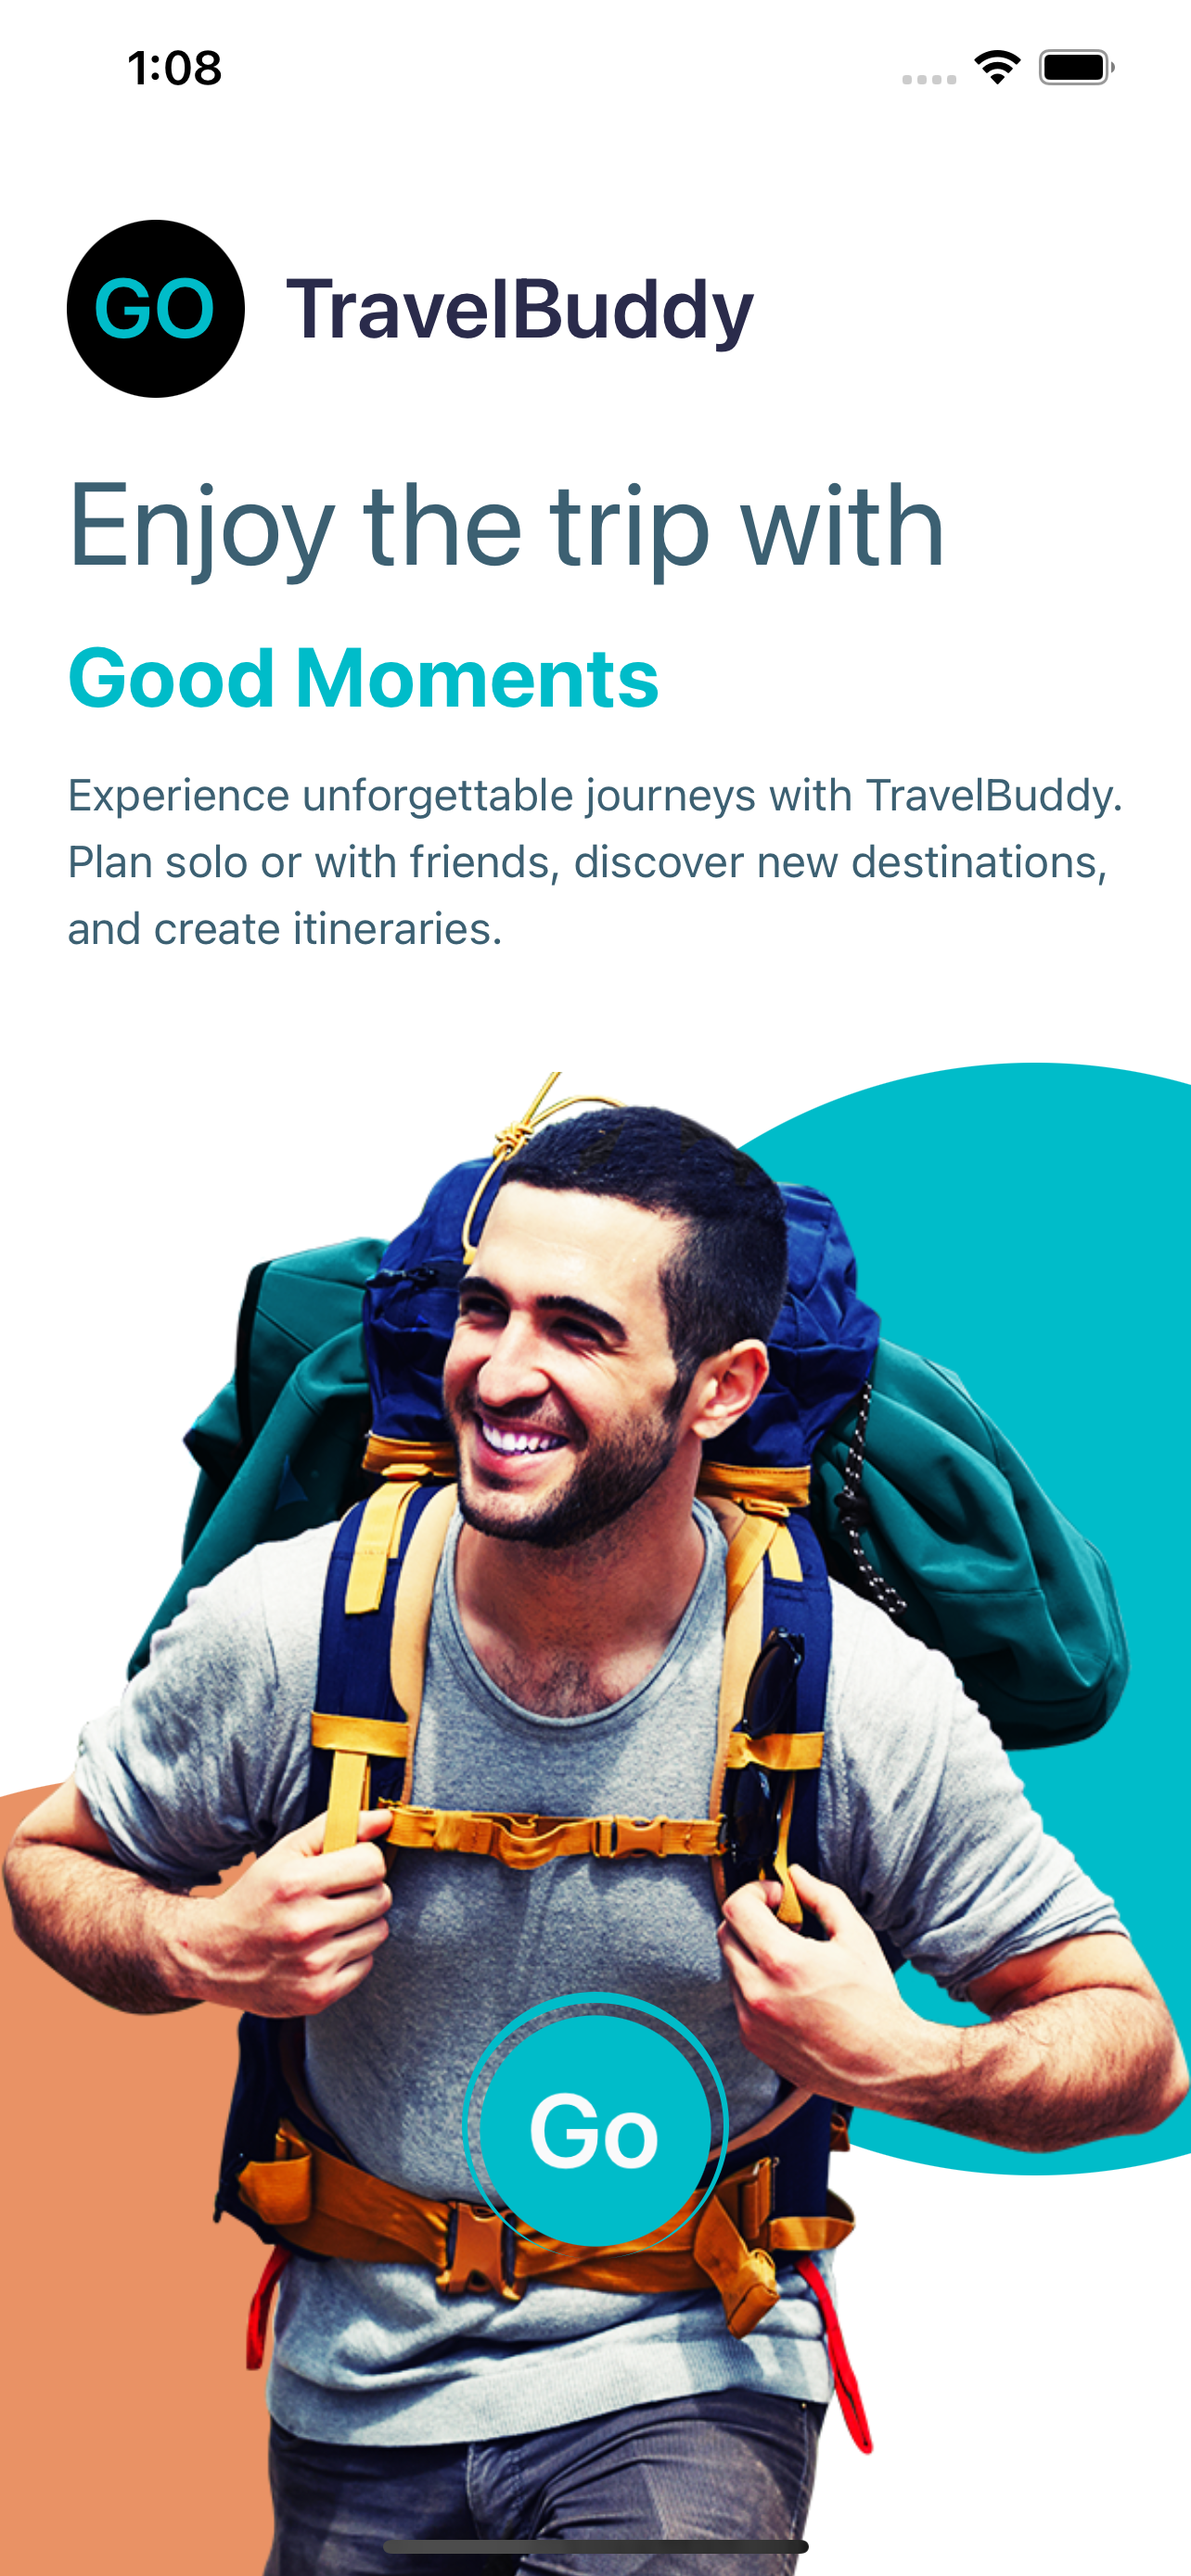 1:08
GO
TravelBuddy
Enjoy the trip with
Good Moments
Experience unforgettable journeys with TravelBuddy.
Plan solo or with friends, discover new destinations,
and create itineraries.
Go